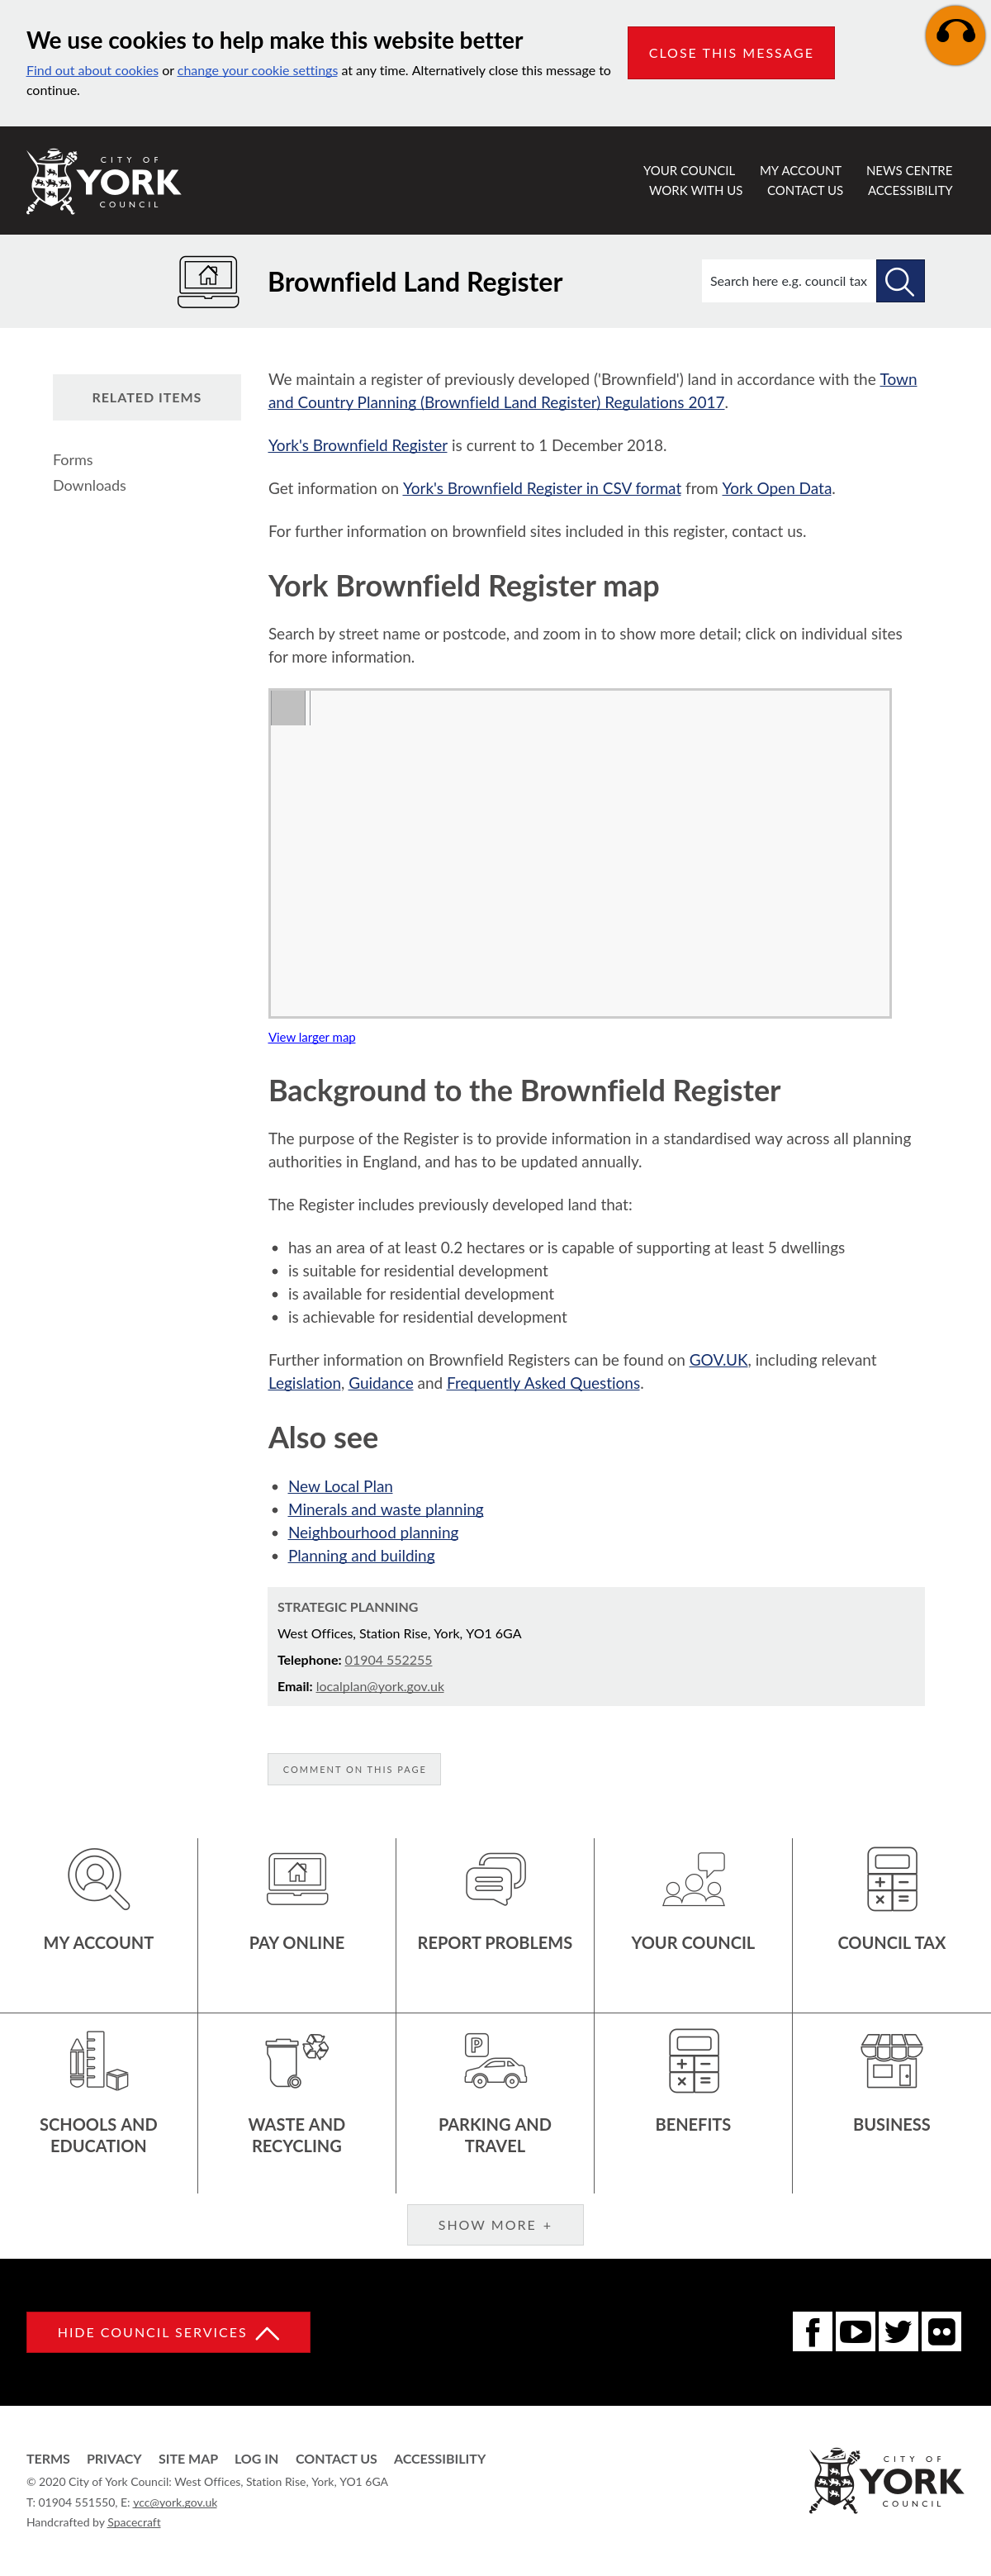 We use cookies to help make this website better
Find out about cookies or change your cookie settings at any time. Alternatively close this message to
continue.
CLOSE THIS MESSAGE
CITY OF
YORK
COUNCIL
YOUR COUNCIL MY ACCOUNT NEWS CENTRE
WORK WITH US CONTACT US ACCESSIBILITY
Brownfield Land Register
Search here e.g. council tax
RELATED ITEMS
Forms
Downloads
We maintain a register of previously developed ('Brownfield') land in accordance with the Town
and Country Planning (Brownfield Land Register) Regulations 2017.
York's Brownfield Register is current to 1 December 2018.
Get information on York's Brownfield Register in CSV format from York Open Data.
For further information on brownfield sites included in this register, contact us.
York Brownfield Register map
Search by street name or postcode, and zoom in to show more detail; click on individual sites
for more information.
View larger map
Background to the Brownfield Register
The purpose of the Register is to provide information in a standardised way across all planning
authorities in England, and has to be updated annually.
The Register includes previously developed land that:
• has an area of at least 0.2 hectares or is capable of supporting at least 5 dwellings
• is suitable for residential development
• is available for residential development
• is achievable for residential development
Further information on Brownfield Registers can be found on GOV.UK, including relevant
Legislation, Guidance and Frequently Asked Questions.
Also see
• New Local Plan
• Minerals and waste planning
• Neighbourhood planning
• Planning and building
STRATEGIC PLANNING
West Offices, Station Rise, York, YO1 6GA
Telephone: 01904 552255
Email: localplan@york.gov.uk
COMMENT ON THIS PAGE
MY ACCOUNT
PAY ONLINE
REPORT PROBLEMS
YOUR COUNCIL
COUNCIL TAX
SCHOOLS AND
EDUCATION
WASTE AND
RECYCLING
P
PARKING AND
TRAVEL
BENEFITS
BUSINESS
SHOW MORE +
HIDE COUNCIL SERVICES
TERMS PRIVACY SITE MAP LOG IN CONTACT US ACCESSIBILITY
© 2020 City of York Council: West Offices, Station Rise, York, YO1 6GA
T: 01904 551550, E: ycc@york.gov.uk
Handcrafted by Spacecraft
CITY OF
YORK
COUNCIL